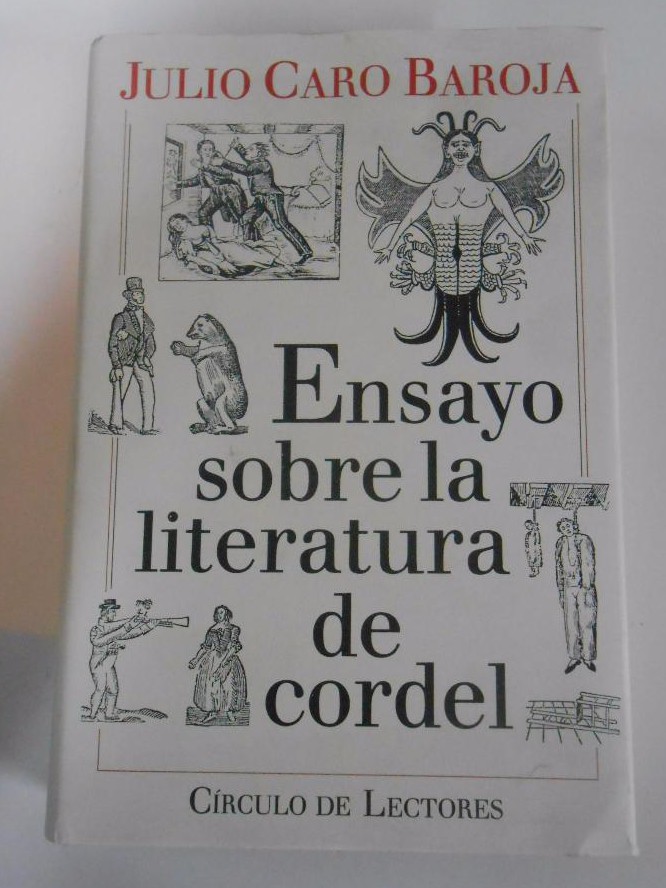 JULIO CARO BAROJA
Ensayo
sobre la
literatura
de
cordel
CÍRCULO DE LECTORES